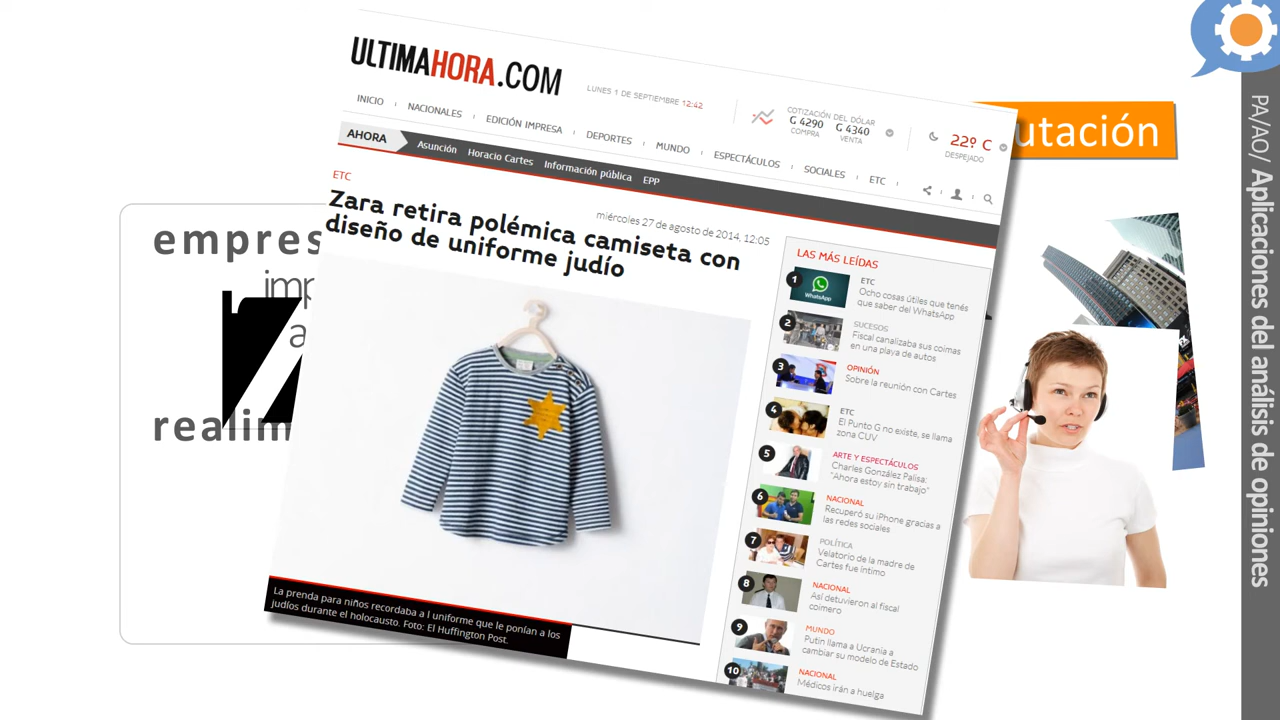 ULTIMAHORA.COM
LUNES 1 DE SEPTIEMBRE 12:42
COTIZACIÓN DEL DÓLAR
G 4290 G 4340
COMPRA VENTA
22º C
DESPEJADO
INICIO NACIONALES EDICIÓN IMPRESA DEPORTES MUNDO ESPECTÁCULOS SOCIALES ETC
AHORA Asunción Horacio Cartes Información pública EPP
utación
ETC
Zara retira polémica camiseta con
diseño de uniforme judío
miércoles 27 de agosto de 2014, 12:05
empres
imp
a
realim
LAS MÁS LEÍDAS
1 ETC
WhatsApp
Ocho cosas útiles que tenés
que saber del WhatsApp
2 SUCESOS
Fiscal canalizaba sus coimas
en una playa de autos
3 OPINIÓN
Sobre la reunión con Cartes
4 ETC
El Punto G no existe, se llama
zona CUV
5 ARTE Y ESPECTÁCULOS
Charles González Palisa:
"Ahora estoy sin trabajo"
6 NACIONAL
Recuperó su iPhone gracias a
las redes sociales
7 POLÍTICA
Velatorio de la madre de
Cartes fue íntimo
8 NACIONAL
Así detuvieron al fiscal
coimero
9 MUNDO
Putin llama a Ucrania a
cambiar su modelo de Estado
10 NACIONAL
Médicos irán a huelga
La prenda para niños recordaba a l uniforme que le ponían a los
judíos durante el holocausto. Foto: El Huffington Post.
PA/AO/ Aplicaciones del análisis de opiniones